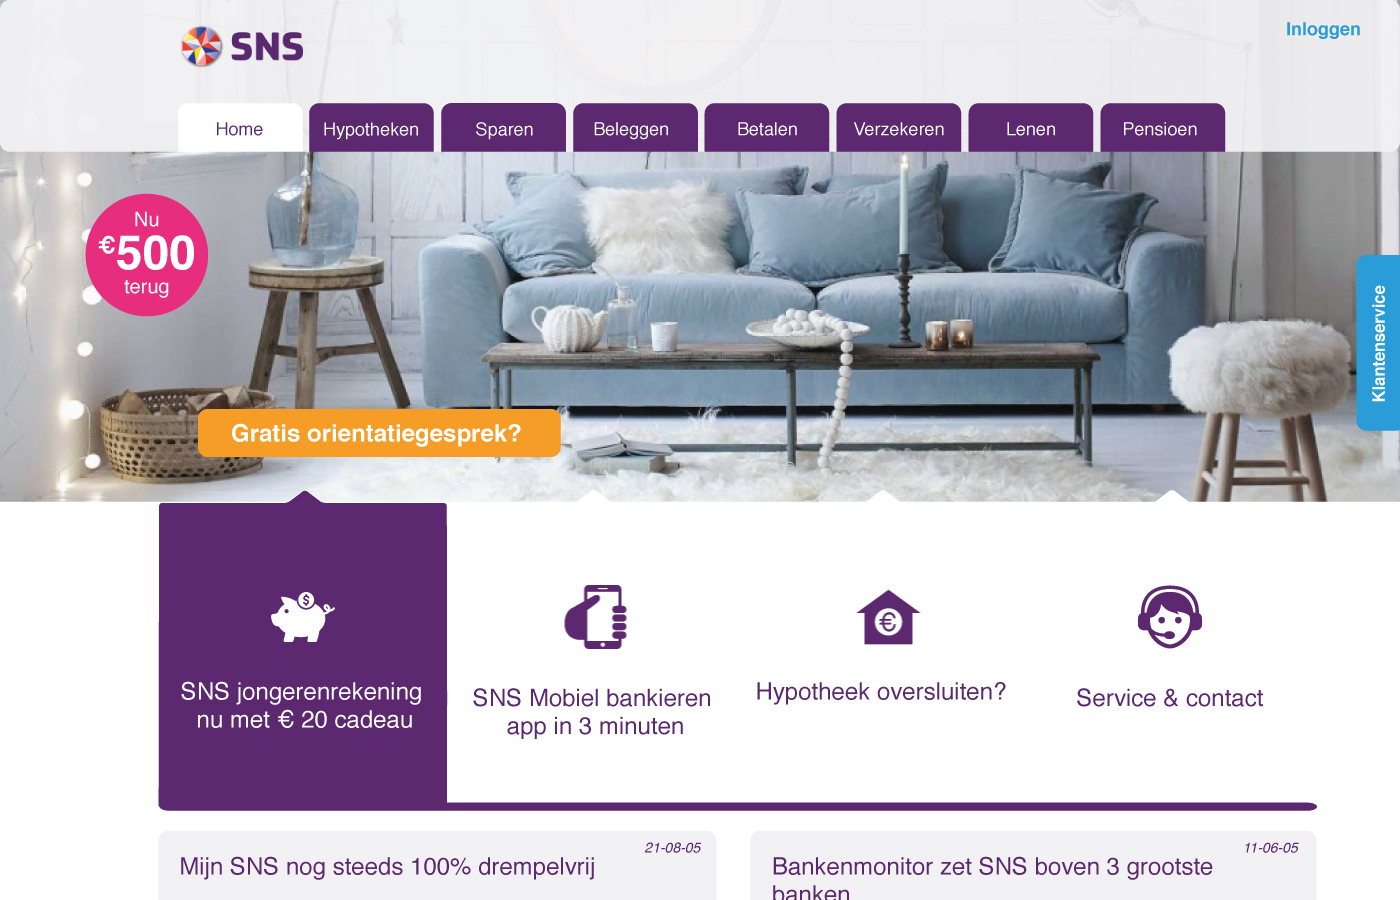 SNS
Inloggen
Home
Hypotheken
Sparen
Beleggen
Betalen
Verzekeren
Lenen
Pensioen
Nu
€500
terug
Klantenservice
Gratis orientatiegesprek?
$
€
SNS jongerenrekening
nu met € 20 cadeau
SNS Mobiel bankieren
app in 3 minuten
Hypotheek oversluiten?
Service & contact
21-08-05
Mijn SNS nog steeds 100% drempelvrij
11-06-05
Bankenmonitor zet SNS boven 3 grootste
banken